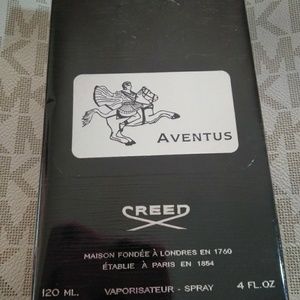 AVENTUS
CREED
MAISON FONDÉE À LONDRES EN 1760
ÉTABLIE À PARIS EN 1854
120 ML. VAPORISATEUR - SPRAY 4 FL.OZ